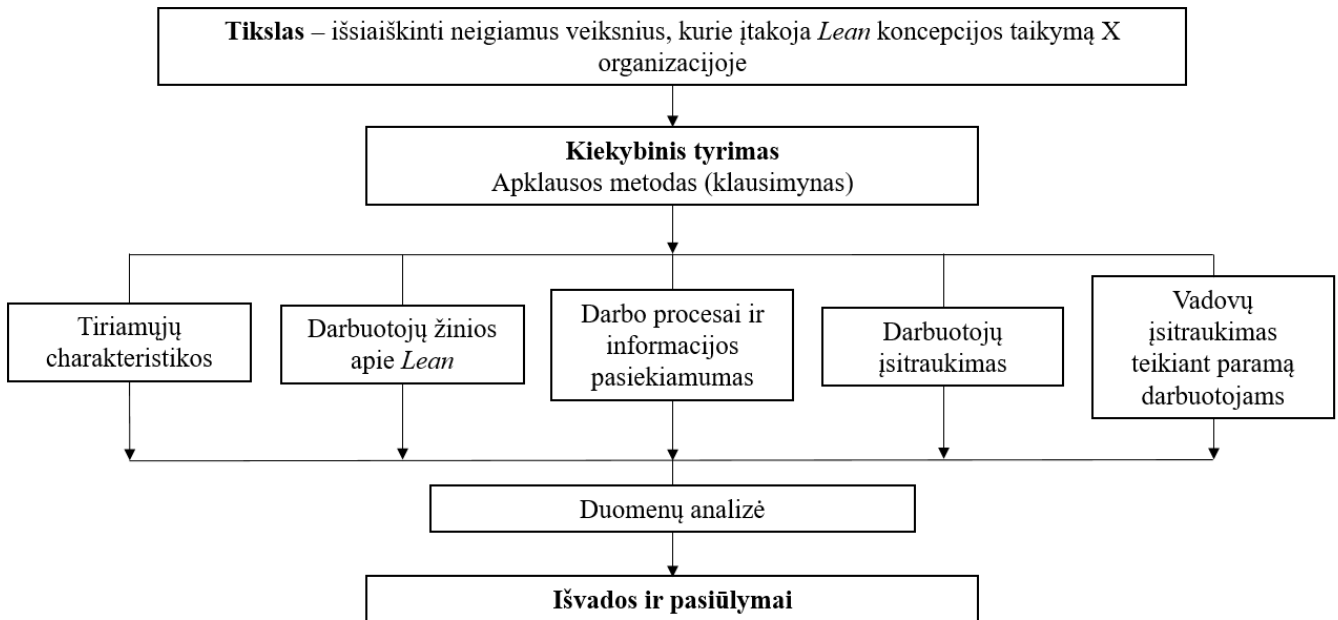 Tikslas – išsiaiškinti neigiamus veiksnius, kurie įtakoja Lean koncepcijos taikymą X
organizacijoje
Kiekybinis tyrimas
Apklausos metodas (klausimynas)
Tiriamųjų
charakteristikos
Darbuotojų žinios
apie Lean
Darbo procesai ir
informacijos
pasiekiamumas
Darbuotojų
įsitraukimas
Vadovų
įsitraukimas
teikiant paramą
darbuotojams
Duomenų analizė
Išvados ir pasiūlymai